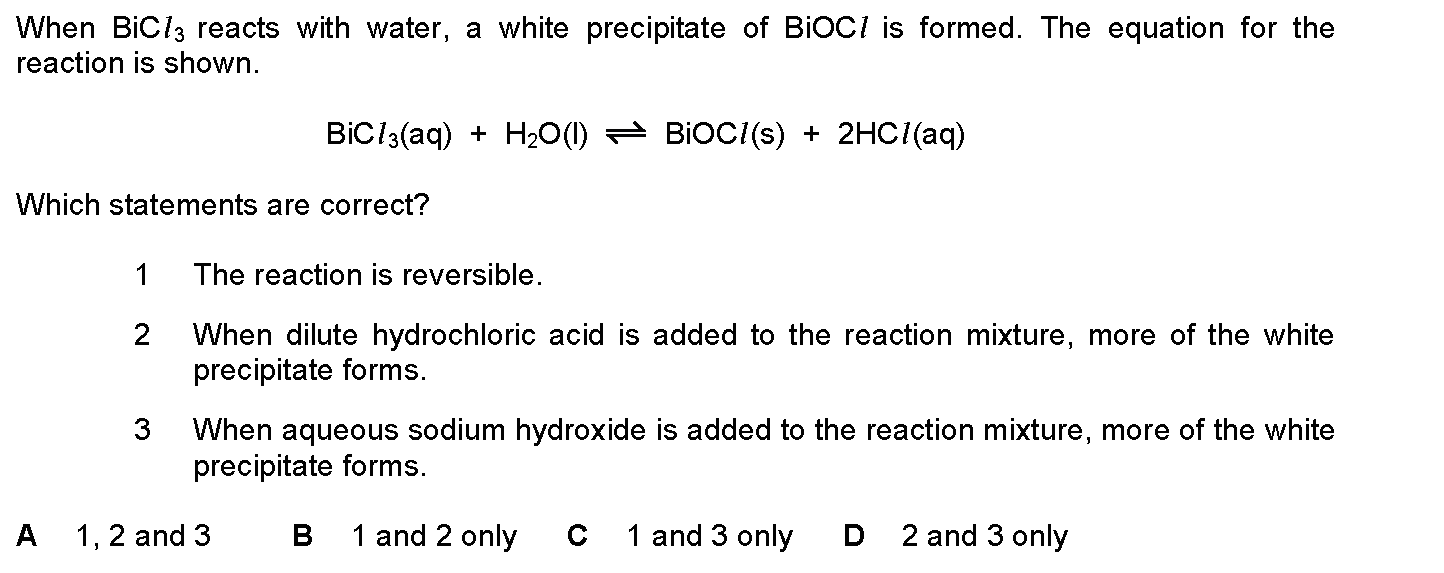 When BiCl₃ reacts with water, a white precipitate of BiOCl is formed. The equation for the
reaction is shown.
BiCl₃(aq) + H₂O(l) ⇌ BiOCl(s) + 2HCl(aq)
Which statements are correct?
1 The reaction is reversible.
2 When dilute hydrochloric acid is added to the reaction mixture, more of the white
precipitate forms.
3 When aqueous sodium hydroxide is added to the reaction mixture, more of the white
precipitate forms.
A 1, 2 and 3 B 1 and 2 only C 1 and 3 only D 2 and 3 only